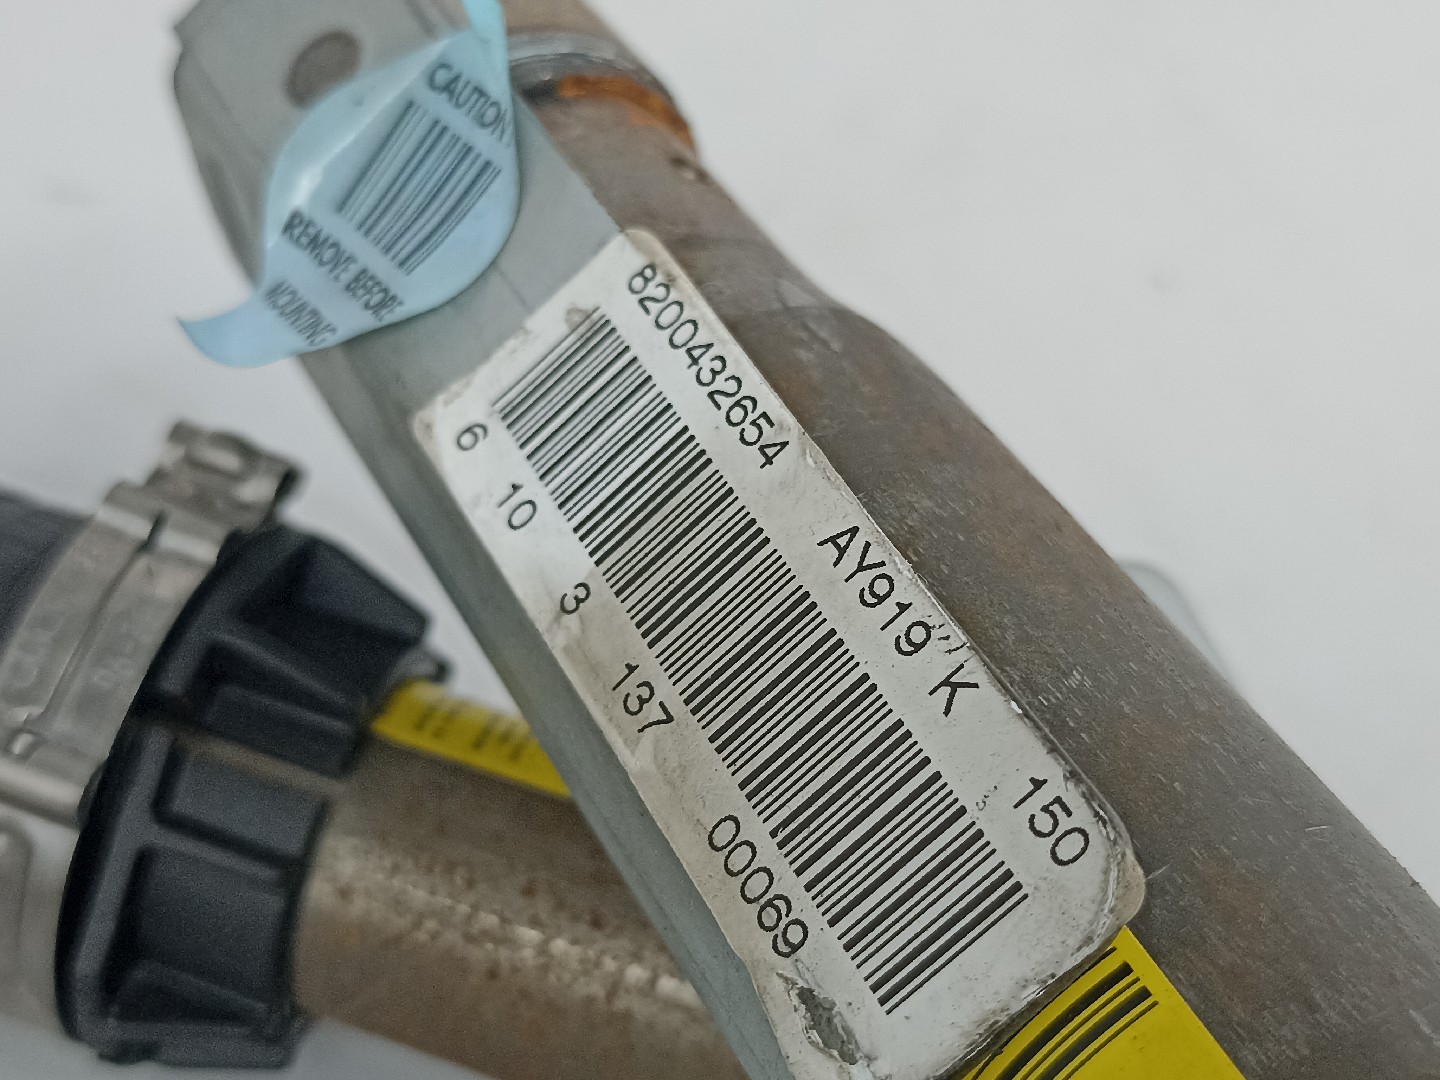 CAUTION
REMOVE BEFORE
MOUNTING
8200432654 AY919 K 150
6 10 3 137 00069